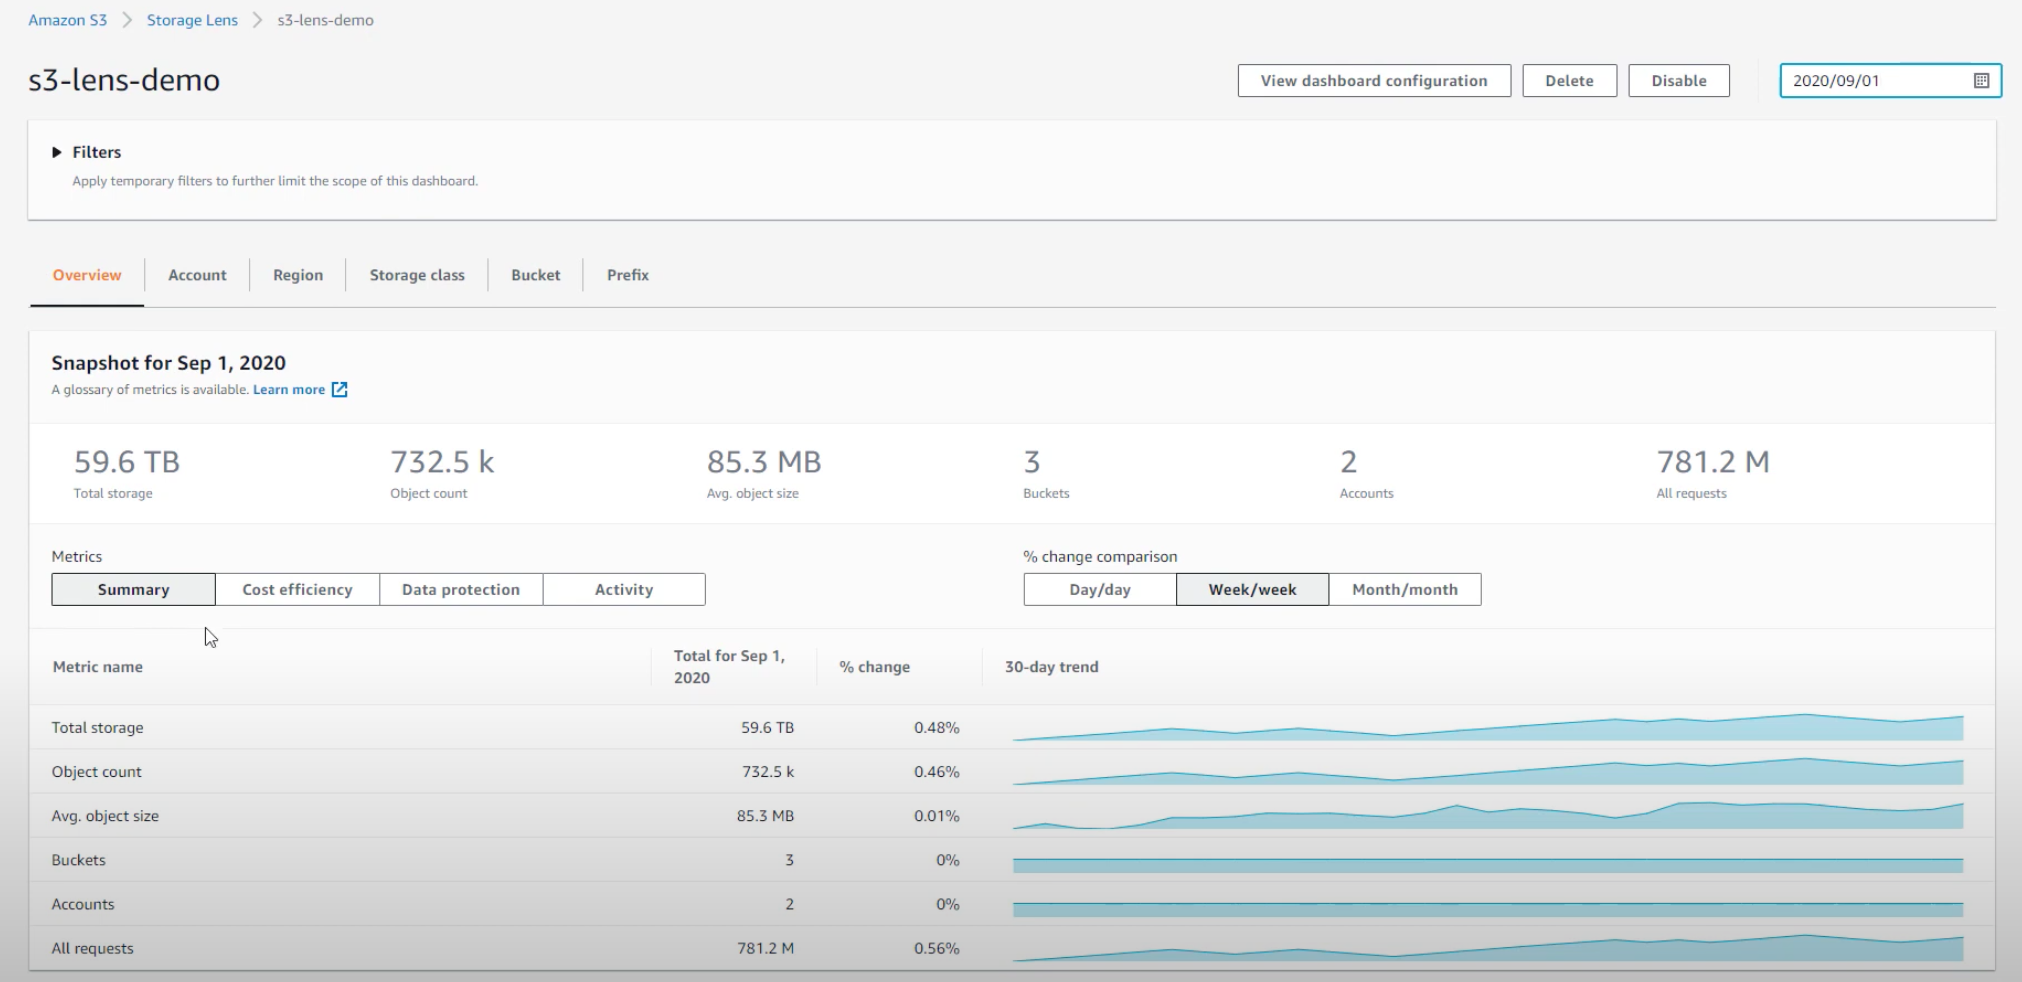 Amazon S3 > Storage Lens > s3-lens-demo
s3-lens-demo
View dashboard configuration
Delete
Disable
2020/09/01
Filters
Apply temporary filters to further limit the scope of this dashboard.
Overview
Account
Region
Storage class
Bucket
Prefix
Snapshot for Sep 1, 2020
A glossary of metrics is available. Learn more
59.6 TB
Total storage
732.5 k
Object count
85.3 MB
Avg. object size
3
Buckets
2
Accounts
781.2 M
All requests
Metrics
Summary
Cost efficiency
Data protection
Activity
% change comparison
Day/day
Week/week
Month/month
Metric name
Total for Sep 1,
2020
% change
30-day trend
Total storage 59.6 TB 0.48%
Object count 732.5 k 0.46%
Avg. object size 85.3 MB 0.01%
Buckets 3 0%
Accounts 2 0%
All requests 781.2 M 0.56%